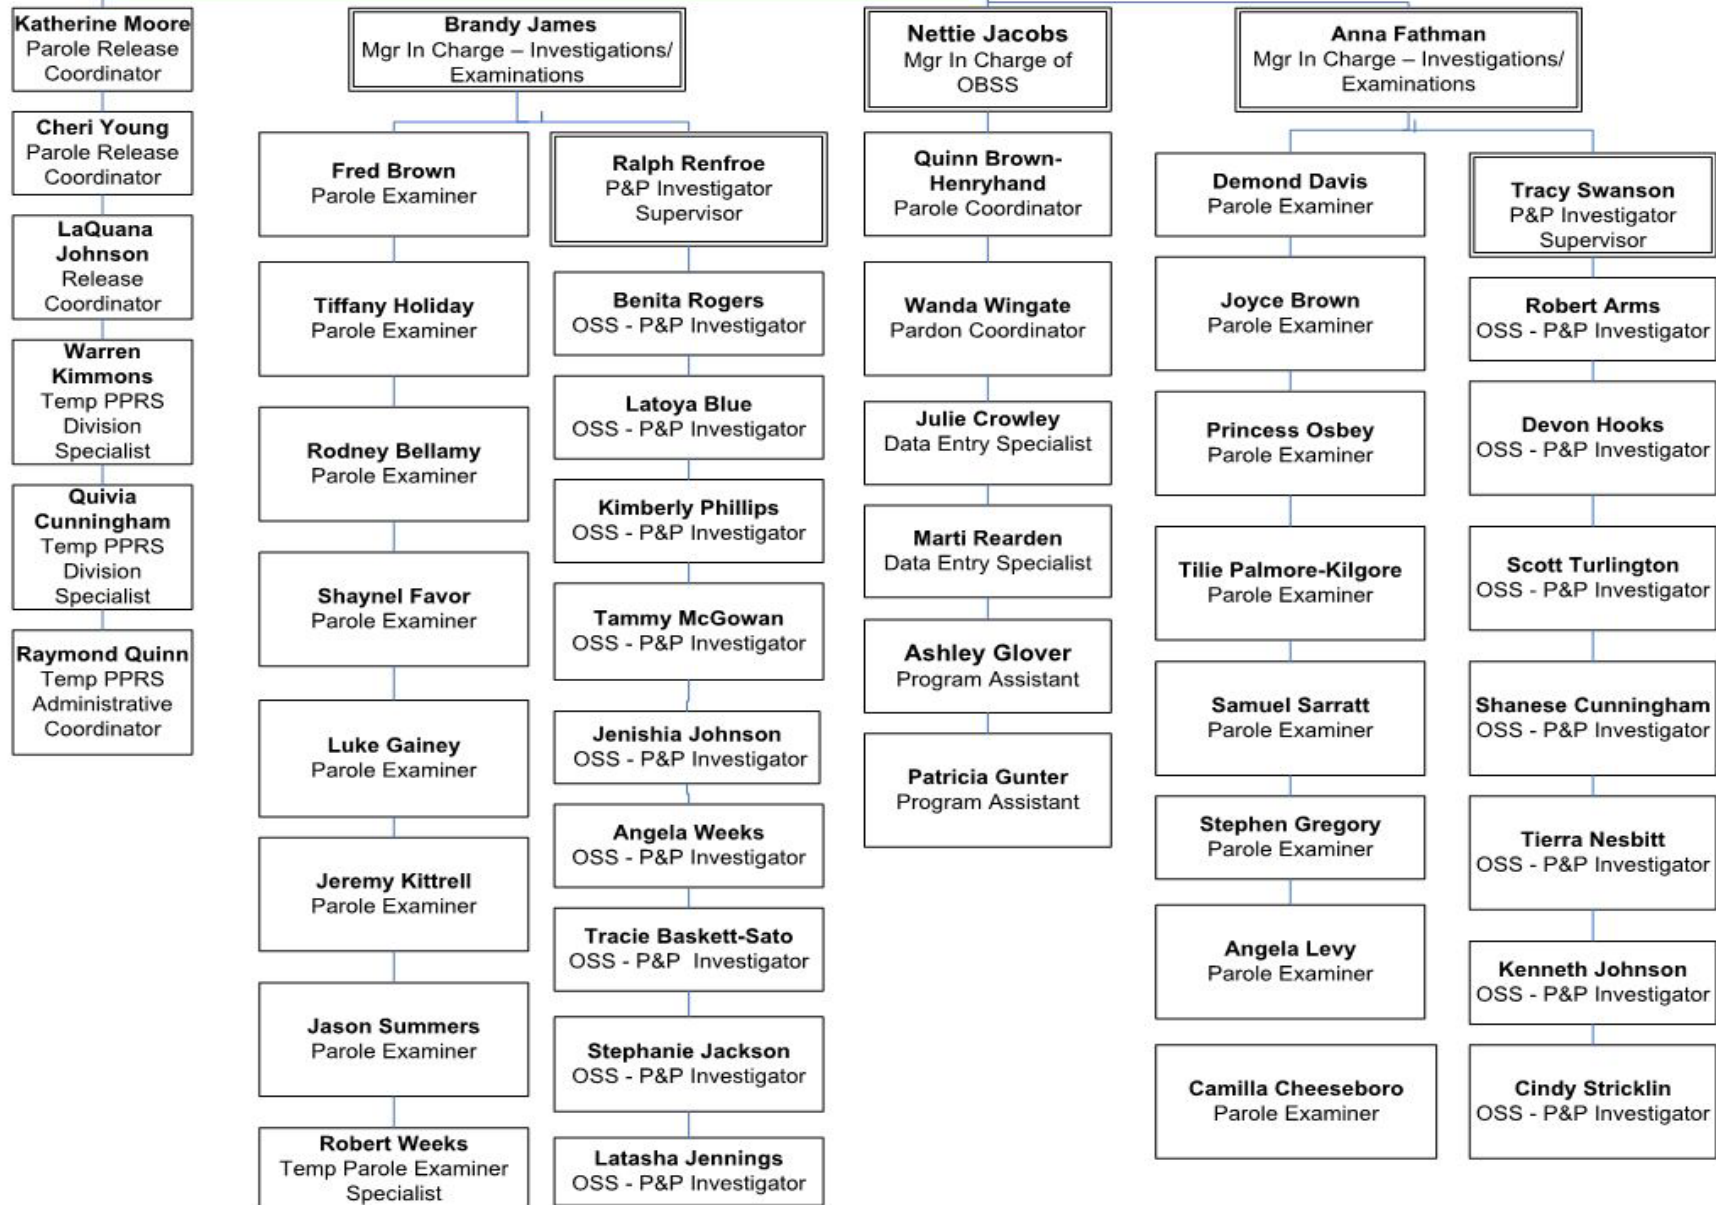 Katherine Moore
Parole Release
Coordinator
Cheri Young
Parole Release
Coordinator
LaQuana
Johnson
Release
Coordinator
Warren
Kimmons
Temp PPRS
Division
Specialist
Quivia
Cunningham
Temp PPRS
Division
Specialist
Raymond Quinn
Temp PPRS
Administrative
Coordinator
Brandy James
Mgr In Charge – Investigations/
Examinations
Fred Brown
Parole Examiner
Tiffany Holiday
Parole Examiner
Rodney Bellamy
Parole Examiner
Shaynel Favor
Parole Examiner
Luke Gainey
Parole Examiner
Jeremy Kittrell
Parole Examiner
Jason Summers
Parole Examiner
Robert Weeks
Temp Parole Examiner
Specialist
Ralph Renfroe
P&P Investigator
Supervisor
Benita Rogers
OSS - P&P Investigator
Latoya Blue
OSS - P&P Investigator
Kimberly Phillips
OSS - P&P Investigator
Tammy McGowan
OSS - P&P Investigator
Jenishia Johnson
OSS - P&P Investigator
Angela Weeks
OSS - P&P Investigator
Tracie Baskett-Sato
OSS - P&P Investigator
Stephanie Jackson
OSS - P&P Investigator
Latasha Jennings
OSS - P&P Investigator
Nettie Jacobs
Mgr In Charge of
OBSS
Quinn Brown-
Henryhand
Parole Coordinator
Wanda Wingate
Pardon Coordinator
Julie Crowley
Data Entry Specialist
Marti Rearden
Data Entry Specialist
Ashley Glover
Program Assistant
Patricia Gunter
Program Assistant
Anna Fathman
Mgr In Charge – Investigations/
Examinations
Demond Davis
Parole Examiner
Joyce Brown
Parole Examiner
Princess Osbey
Parole Examiner
Tilie Palmore-Kilgore
Parole Examiner
Samuel Sarratt
Parole Examiner
Stephen Gregory
Parole Examiner
Angela Levy
Parole Examiner
Camilla Cheeseboro
Parole Examiner
Tracy Swanson
P&P Investigator
Supervisor
Robert Arms
OSS - P&P Investigator
Devon Hooks
OSS - P&P Investigator
Scott Turlington
OSS - P&P Investigator
Shanese Cunningham
OSS - P&P Investigator
Tierra Nesbitt
OSS - P&P Investigator
Kenneth Johnson
OSS - P&P Investigator
Cindy Stricklin
OSS - P&P Investigator